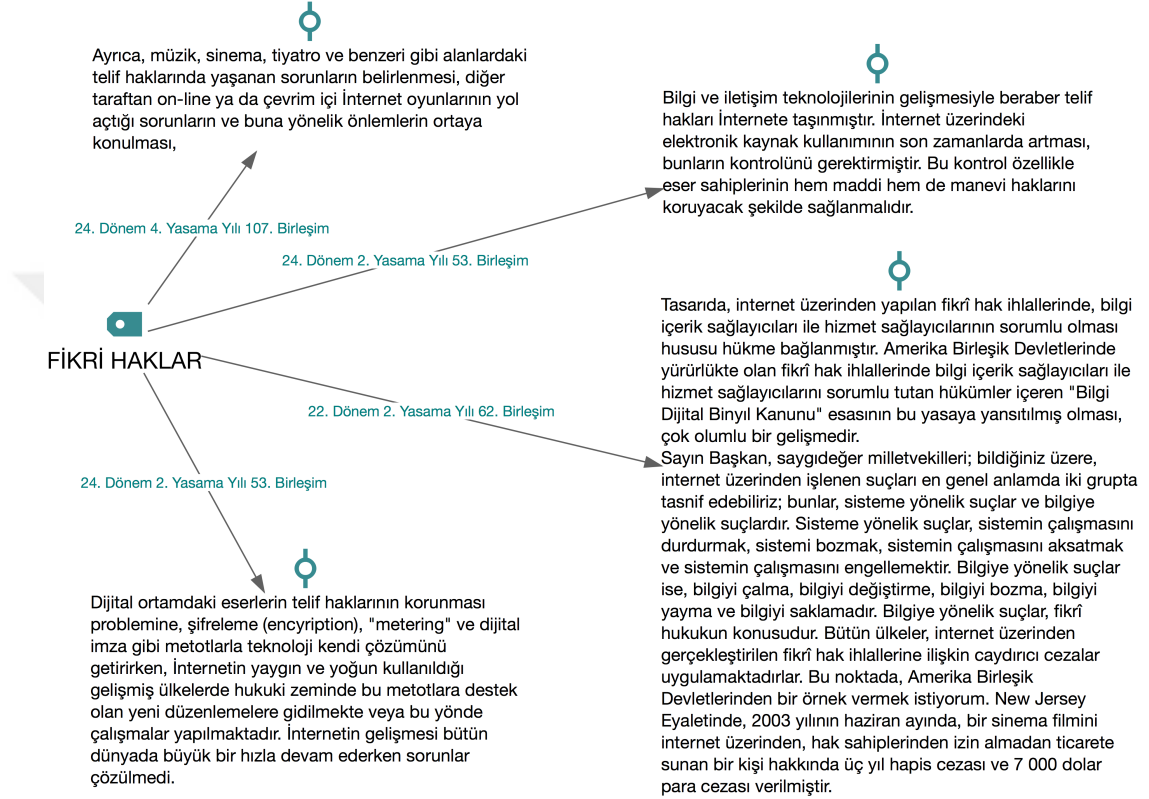 Ayrıca, müzik, sinema, tiyatro ve benzeri gibi alanlardaki
telif haklarında yaşanan sorunların belirlenmesi, diğer
taraftan on-line ya da çevrim içi İnternet oyunlarının yol
açtığı sorunların ve buna yönelik önlemlerin ortaya
konulması,
Bilgi ve iletişim teknolojilerinin gelişmesiyle beraber telif
hakları İnternete taşınmıştır. İnternet üzerindeki
elektronik kaynak kullanımının son zamanlarda artması,
bunların kontrolünü gerektirmiştir. Bu kontrol özellikle
eser sahiplerinin hem maddi hem de manevi haklarını
koruyacak şekilde sağlanmalıdır.
24. Dönem 4. Yasama Yılı 107. Birleşim
24. Dönem 2. Yasama Yılı 53. Birleşim
FİKRİ HAKLAR
22. Dönem 2. Yasama Yılı 62. Birleşim
24. Dönem 2. Yasama Yılı 53. Birleşim
Tasarıda, internet üzerinden yapılan fikrî hak ihlallerinde, bilgi
içerik sağlayıcıları ile hizmet sağlayıcılarının sorumlu olması
hususu hükme bağlanmıştır. Amerika Birleşik Devletlerinde
yürürlükte olan fikrî hak ihlallerinde bilgi içerik sağlayıcıları ile
hizmet sağlayıcılarını sorumlu tutan hükümler içeren "Bilgi
Dijital Binyıl Kanunu" esasının bu yasaya yansıtılmış olması,
çok olumlu bir gelişmedir.
Sayın Başkan, saygıdeğer milletvekilleri; bildiğiniz üzere,
internet üzerinden işlenen suçları en genel anlamda iki grupta
tasnif edebiliriz; bunlar, sisteme yönelik suçlar ve bilgiye
yönelik suçlardır. Sisteme yönelik suçlar, sistemin çalışmasını
durdurmak, sistemi bozmak, sistemin çalışmasını aksatmak
ve sistemin çalışmasını engellemektir. Bilgiye yönelik suçlar
ise, bilgiyi çalma, bilgiyi değiştirme, bilgiyi bozma, bilgiyi
yayma ve bilgiyi saklamadır. Bilgiye yönelik suçlar, fikrî
hukukun konusudur. Bütün ülkeler, internet üzerinden
gerçekleştirilen fikrî hak ihlallerine ilişkin caydırıcı cezalar
uygulamaktadırlar. Bu noktada, Amerika Birleşik
Devletlerinden bir örnek vermek istiyorum. New Jersey
Eyaletinde, 2003 yılının haziran ayında, bir sinema filmini
internet üzerinden, hak sahiplerinden izin almadan ticarete
sunan bir kişi hakkında üç yıl hapis cezası ve 7 000 dolar
para cezası verilmiştir.
Dijital ortamdaki eserlerin telif haklarının korunması
problemine, şifreleme (encyription), "metering" ve dijital
imza gibi metotlarla teknoloji kendi çözümünü
getirirken, İnternetin yaygın ve yoğun kullanıldığı
gelişmiş ülkelerde hukuki zeminde bu metotlara destek
olan yeni düzenlemelere gidilmekte veya bu yönde
çalışmalar yapılmaktadır. İnternetin gelişmesi bütün
dünyada büyük bir hızla devam ederken sorunlar
çözülmedi.